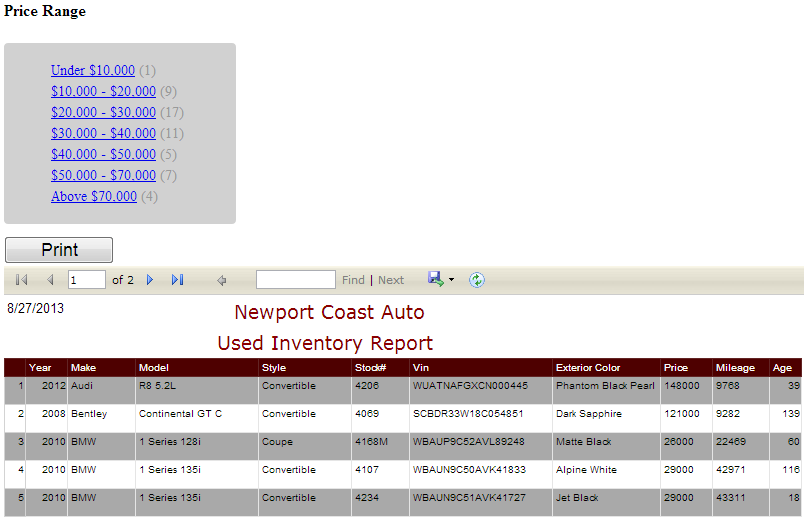 Price Range
Under $10,000 (1)
$10,000 - $20,000 (9)
$20,000 - $30,000 (17)
$30,000 - $40,000 (11)
$40,000 - $50,000 (5)
$50,000 - $70,000 (7)
Above $70,000 (4)
Print
1 of 2 Find | Next
8/27/2013
Newport Coast Auto
Used Inventory Report
Year Make Model Style Stock# Vin Exterior Color Price Mileage Age
1 2012 Audi R8 5.2L Convertible 4206 WUATNAFGXCN000445 Phantom Black Pearl 148000 9768 39
2 2008 Bentley Continental GT C Convertible 4069 SCBDR33W18C054851 Dark Sapphire 121000 9282 139
3 2010 BMW 1 Series 128i Coupe 4168M WBAUP9C52AVL89248 Matte Black 26000 22469 60
4 2010 BMW 1 Series 135i Convertible 4107 WBAUN9C50AVK41833 Alpine White 29000 42971 116
5 2010 BMW 1 Series 135i Convertible 4234 WBAUN9C51AVK41727 Jet Black 29000 43311 18